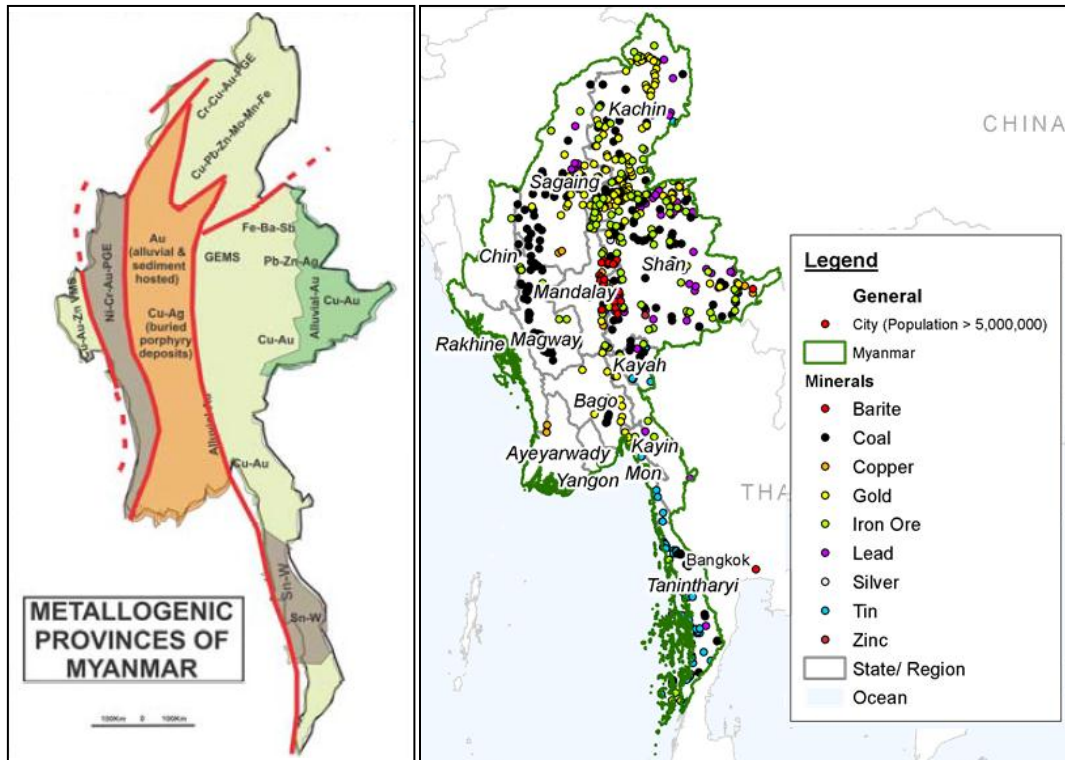 Cr-Cu-Au-PGE
Cu-Pb-Zn-Mo-Mn-Fe
Fe-Ba-Sb
Au
(alluvial &
sediment
hosted)
GEMS
Pb-Zn-Ag
Ni-Cr-Au-PGE
Cu-Au-Zn VMS
Cu-Ag
(buried
porphyry
deposits)
Alluvial-Au
Cu-Au
Cu-Au
Alluvial-Au
Cu-Au
Sn-W
Sn-W
METALLOGENIC
PROVINCES OF
MYANMAR
100Km 0 100Km
Kachin
CHINA
Sagaing
Chin
Shan
Mandalay
Rakhine
Magway
Kayah
Bago
Ayeyarwady
Kayin
Yangon
Mon
THA
Bangkok
Tanintharyi
Legend
General
City (Population > 5,000,000)
Myanmar
Minerals
Barite
Coal
Copper
Gold
Iron Ore
Lead
Silver
Tin
Zinc
State/ Region
Ocean